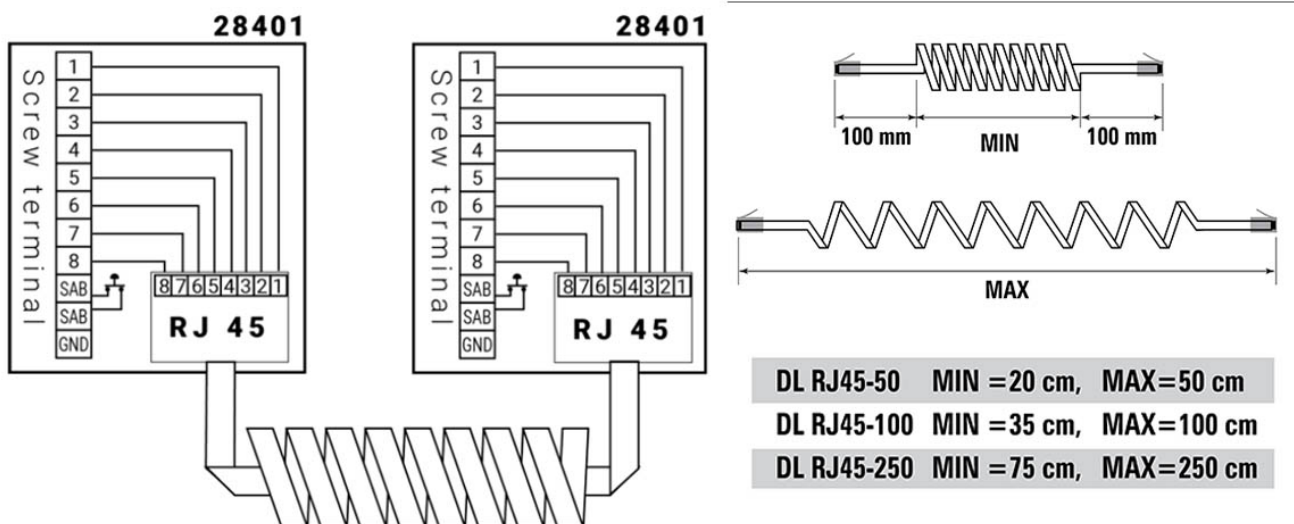 28401
Screw terminal
1
2
3
4
5
6
7
8
SAB
SAB
GND
8 7 6 5 4 3 2 1
RJ 45
28401
Screw terminal
1
2
3
4
5
6
7
8
SAB
SAB
GND
8 7 6 5 4 3 2 1
RJ 45
100 mm MIN 100 mm
MAX
DL RJ45-50 MIN =20 cm, MAX=50 cm
DL RJ45-100 MIN =35 cm, MAX=100 cm
DL RJ45-250 MIN =75 cm, MAX=250 cm